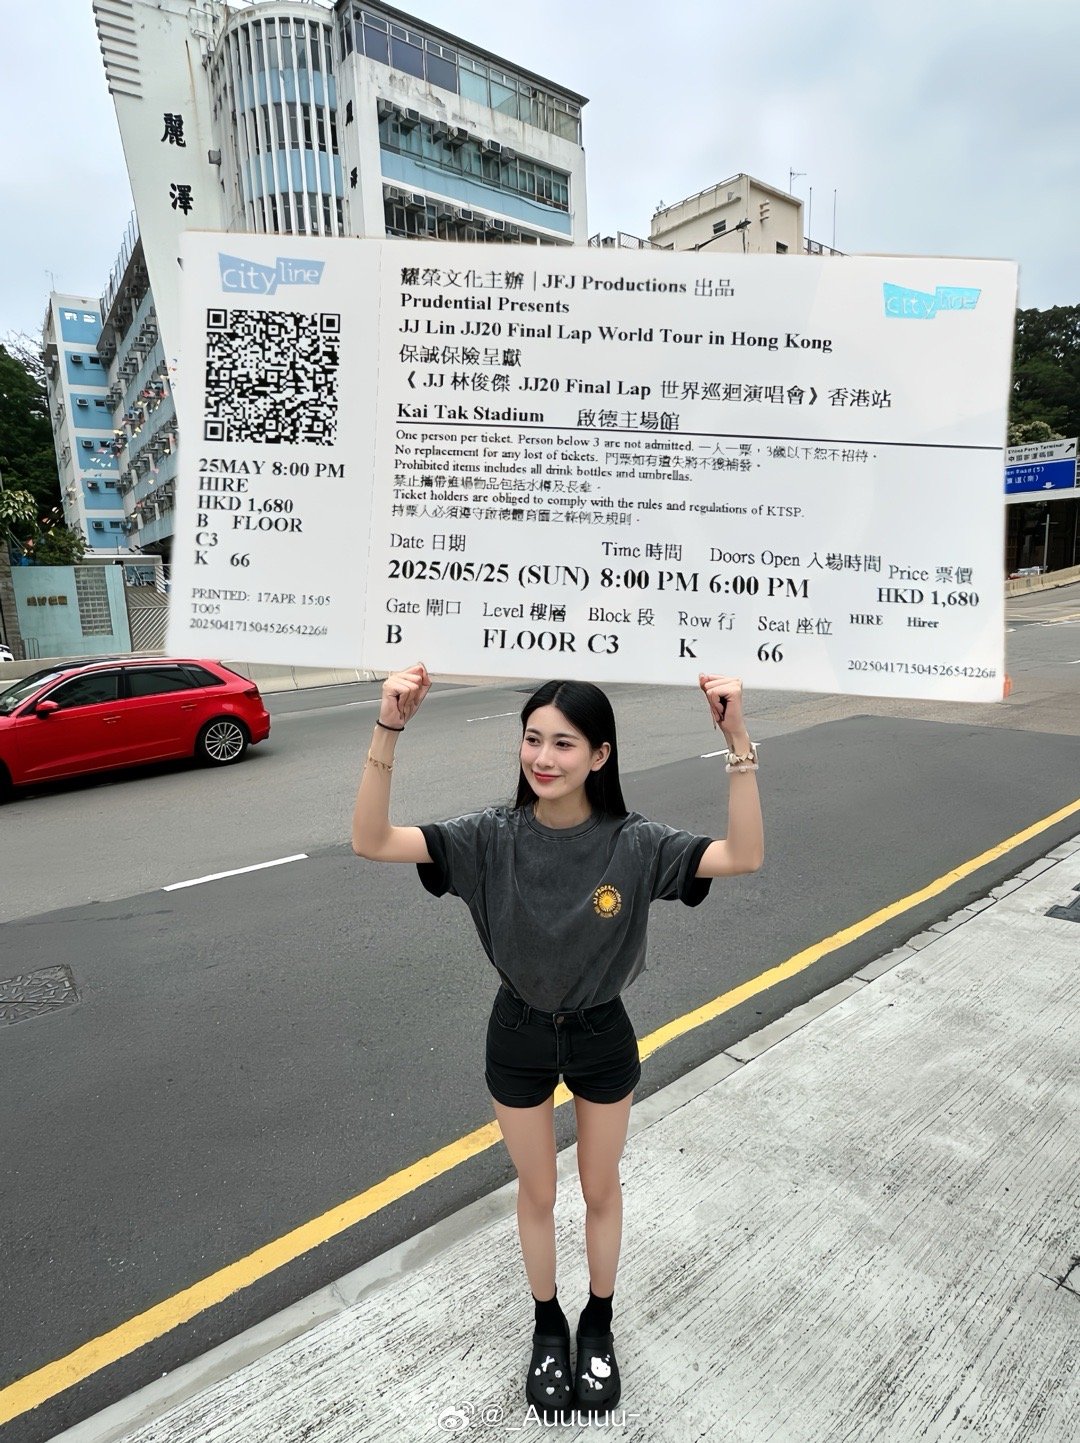 麗
澤
cityline
25MAY 8:00 PM
HIRE
HKD 1,680
B FLOOR
C3
K 66
PRINTED: 17APR 15:05
TO05
20250417150452654226#
耀榮文化主辦 | JFJ Productions 出品
Prudential Presents
JJ Lin JJ20 Final Lap World Tour in Hong Kong
保誠保險呈獻
《 JJ 林俊傑 JJ20 Final Lap 世界巡迴演唱會》香港站
Kai Tak Stadium 啟德主場館
cityline
One person per ticket. Person below 3 are not admitted. 一人一票，3歲以下恕不招待。
No replacement for any lost of tickets. 門票如有遺失將不獲補發。
Prohibited items includes all drink bottles and umbrellas.
禁止攜帶進場物品包括水樽及長傘。
Ticket holders are obliged to comply with the rules and regulations of KTSP.
持票人必須遵守啟德體育園之條例及規則。
Date 日期 Time 時間 Doors Open 入場時間 Price 票價
2025/05/25 (SUN) 8:00 PM 6:00 PM HKD 1,680
Gate 閘口 Level 樓層 Block 段 Row 行 Seat 座位 HIRE Hirer
B FLOOR C3 K 66
20250417150452654226#
China Ferry Terminal
中國客運碼頭
@_Auuuuu-